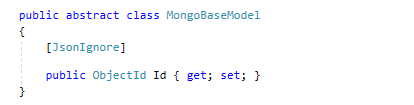 public abstract class MongoBaseModel
{
[JsonIgnore]
public ObjectId Id { get; set; }
}